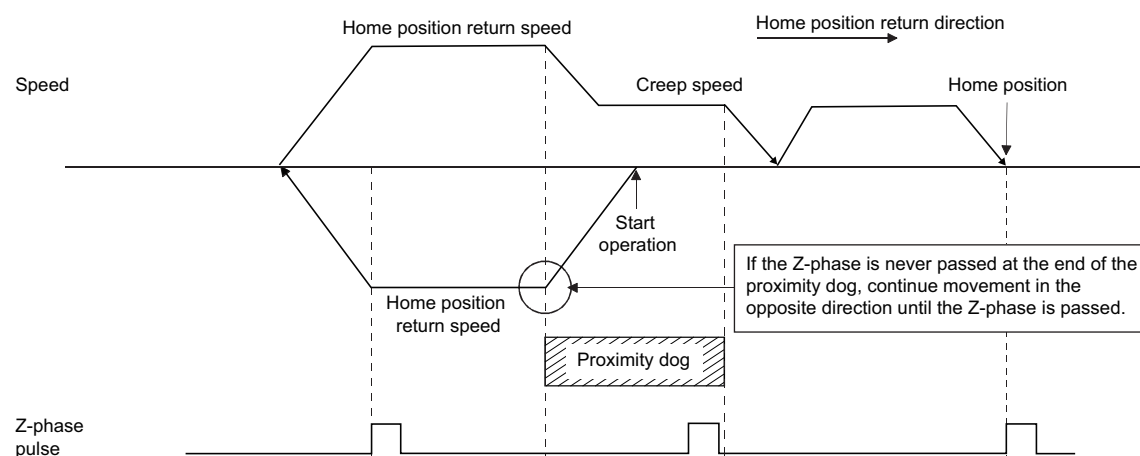 Home position return speed
Home position return direction
Speed
Creep speed
Home position
Start
operation
If the Z-phase is never passed at the end of the
proximity dog, continue movement in the
opposite direction until the Z-phase is passed.
Home position
return speed
Proximity dog
Z-phase
pulse